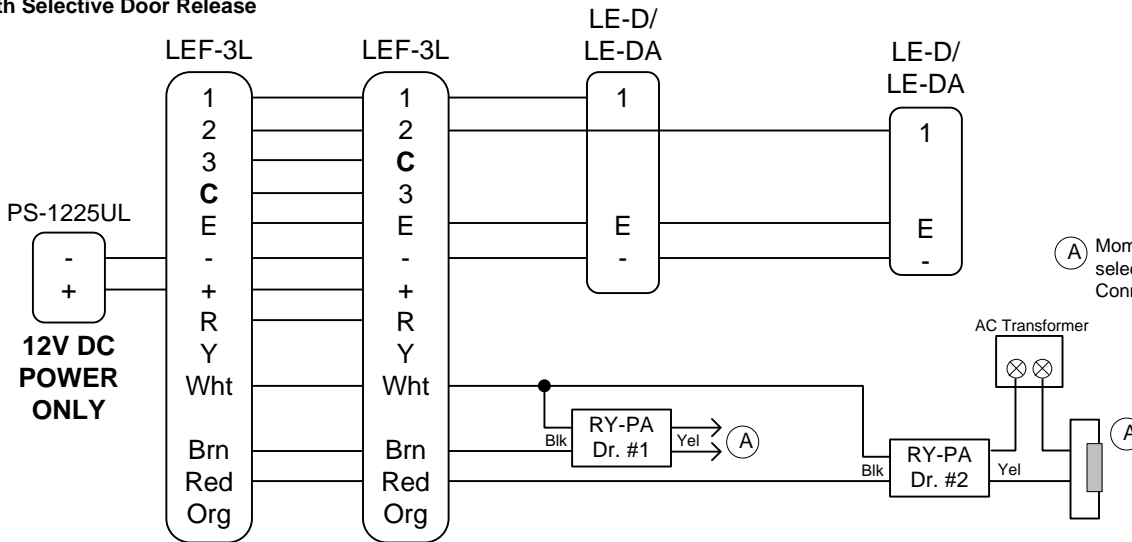 Selective Door Release
LEF-3L
LEF-3L
LE-D/
LE-DA
LE-D/
LE-DA
PS-1225UL
-
+
12V DC
POWER
ONLY
1
2
3
C
E
-
+
R
Y
Wht
Brn
Red
Org
1
2
C
3
E
-
+
R
Y
Wht
Brn
Red
Org
1
E
-
1
E
-
A
AC Transformer
Blk
RY-PA
Dr. #1
Yel
A
Blk
RY-PA
Dr. #2
Yel
A